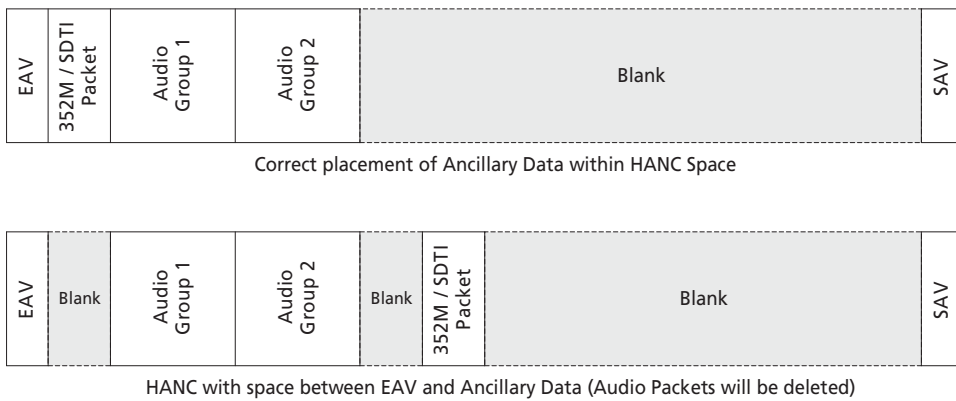 EAV
352M / SDTI
Packet
Audio
Group 1
Audio
Group 2
Blank
SAV
Correct placement of Ancillary Data within HANC Space
EAV
Blank
Audio
Group 1
Audio
Group 2
Blank
352M / SDTI
Packet
Blank
SAV
HANC with space between EAV and Ancillary Data (Audio Packets will be deleted)